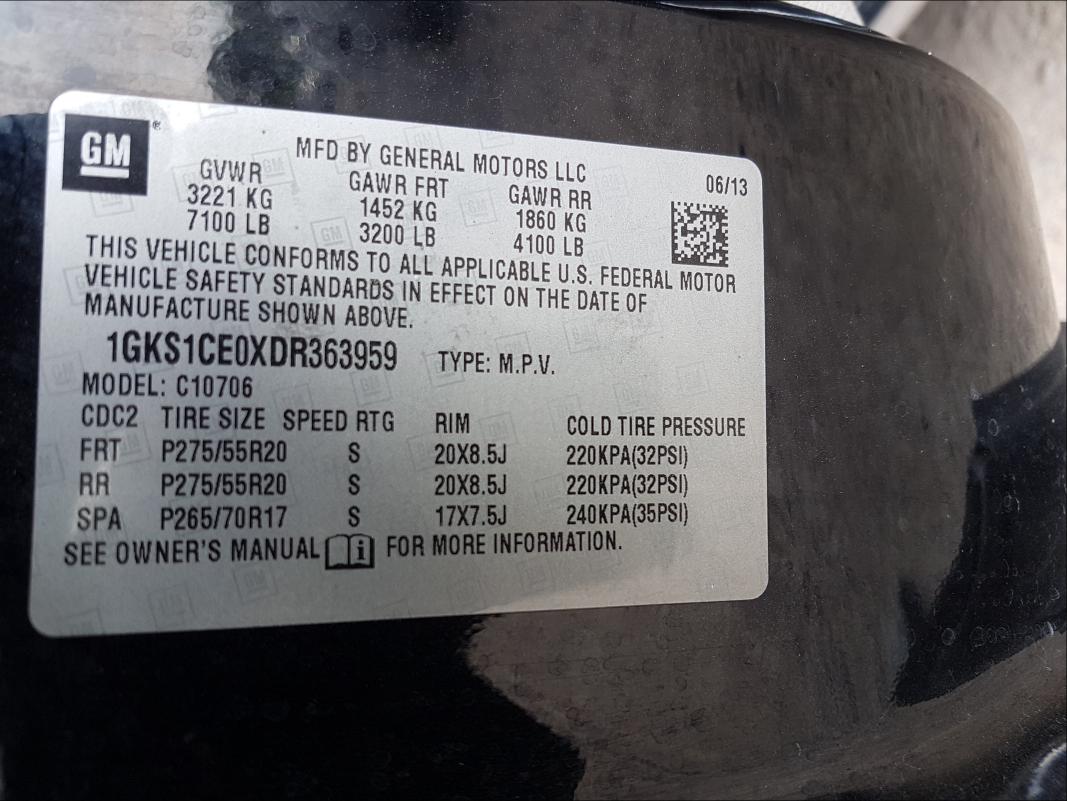 GM
MFD BY GENERAL MOTORS LLC
06/13
GVWR GAWR FRT GAWR RR
3221 KG 1452 KG 1860 KG
7100 LB 3200 LB 4100 LB
THIS VEHICLE CONFORMS TO ALL APPLICABLE U.S. FEDERAL MOTOR
VEHICLE SAFETY STANDARDS IN EFFECT ON THE DATE OF
MANUFACTURE SHOWN ABOVE.
1GKS1CE0XDR363959 TYPE: M.P.V.
MODEL: C10706
CDC2 TIRE SIZE SPEED RTG RIM COLD TIRE PRESSURE
FRT P275/55R20 S 20X8.5J 220KPA(32PSI)
RR P275/55R20 S 20X8.5J 220KPA(32PSI)
SPA P265/70R17 S 17X7.5J 240KPA(35PSI)
SEE OWNER'S MANUAL FOR MORE INFORMATION.